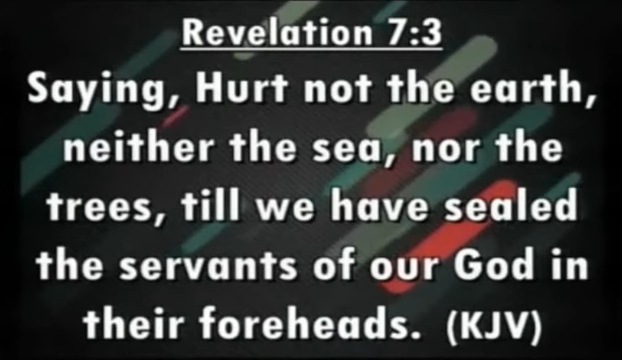 Revelation 7:3
Saying, Hurt not the earth,
neither the sea, nor the
trees, till we have sealed
the servants of our God in
their foreheads. (KJV)